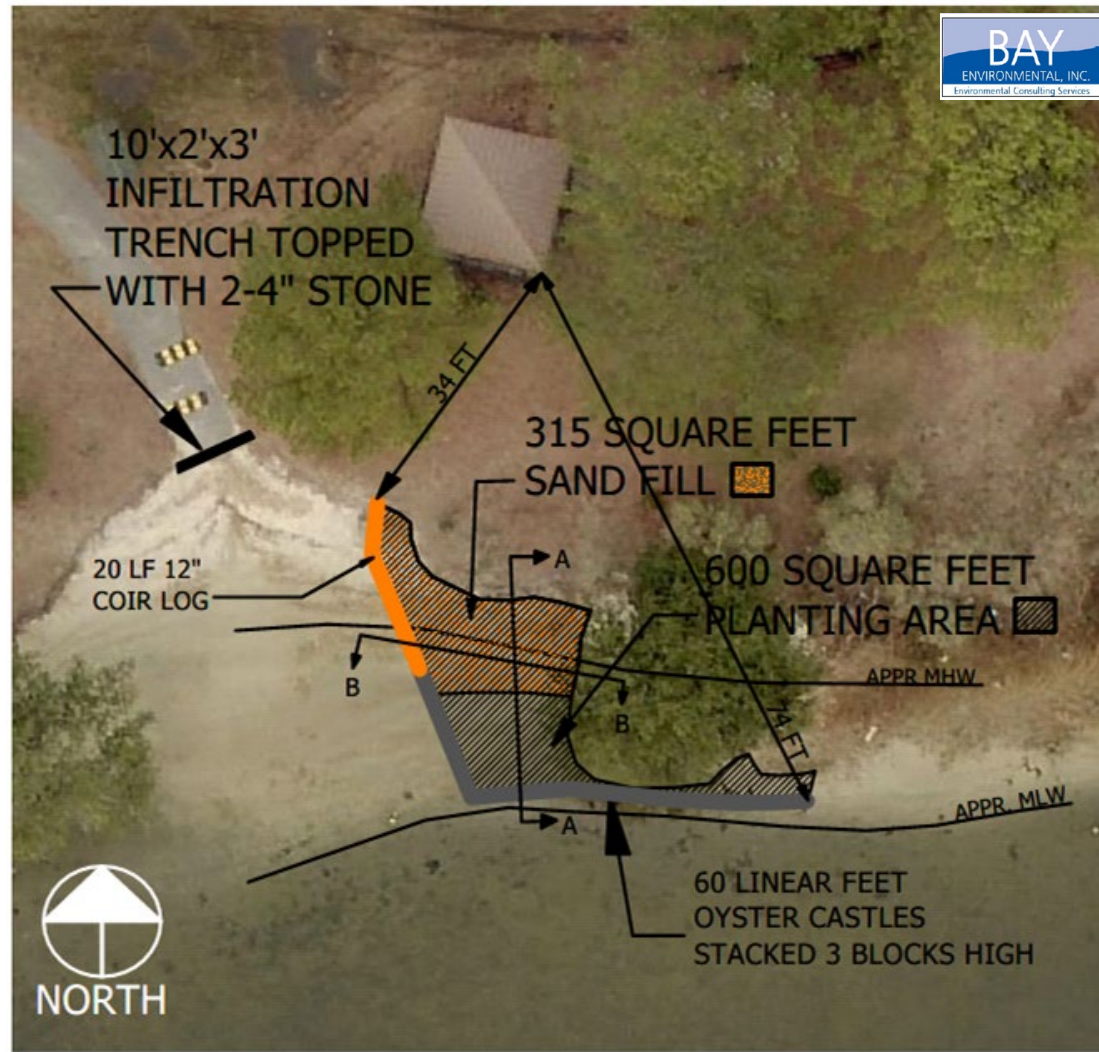 BAY
ENVIRONMENTAL, INC.
Environmental Consulting Services
10'x2'x3'
INFILTRATION
TRENCH TOPPED
WITH 2-4" STONE
34 FT
315 SQUARE FEET
SAND FILL
A
20 LF 12"
COIR LOG
600 SQUARE FEET
PLANTING AREA
B
B
APPR MHW
74 FT
A
APPR. MLW
60 LINEAR FEET
OYSTER CASTLES
STACKED 3 BLOCKS HIGH
NORTH